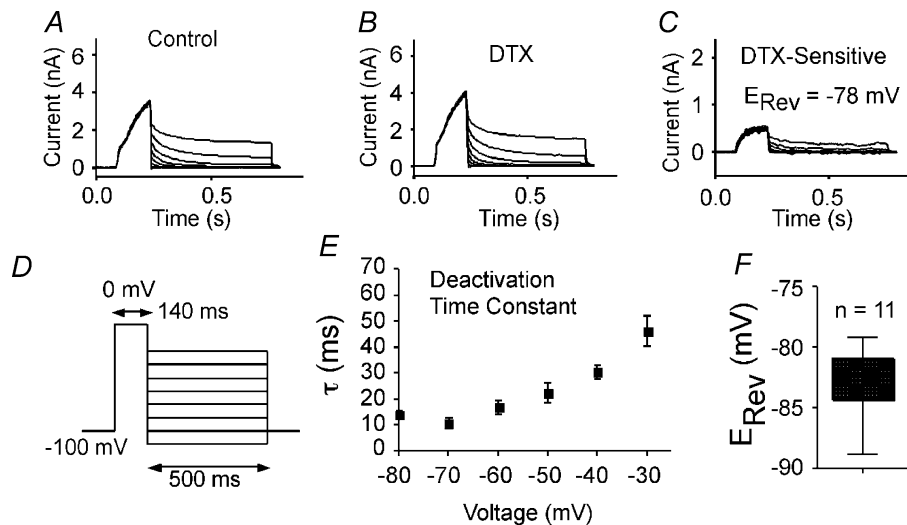 A
Control
Current (nA)
6
4
2
0
0.0
0.5
Time (s)
B
DTX
Current (nA)
6
4
2
0
0.0
0.5
Time (s)
C
DTX-Sensitive
E_Rev = -78 mV
Current (nA)
2
1
0
0.0
0.5
Time (s)
D
0 mV
140 ms
-100 mV
500 ms
E
Deactivation
Time Constant
τ (ms)
70
60
50
40
30
20
10
0
-80 -70 -60 -50 -40 -30
Voltage (mV)
F
n = 11
E_Rev (mV)
-75
-80
-85
-90